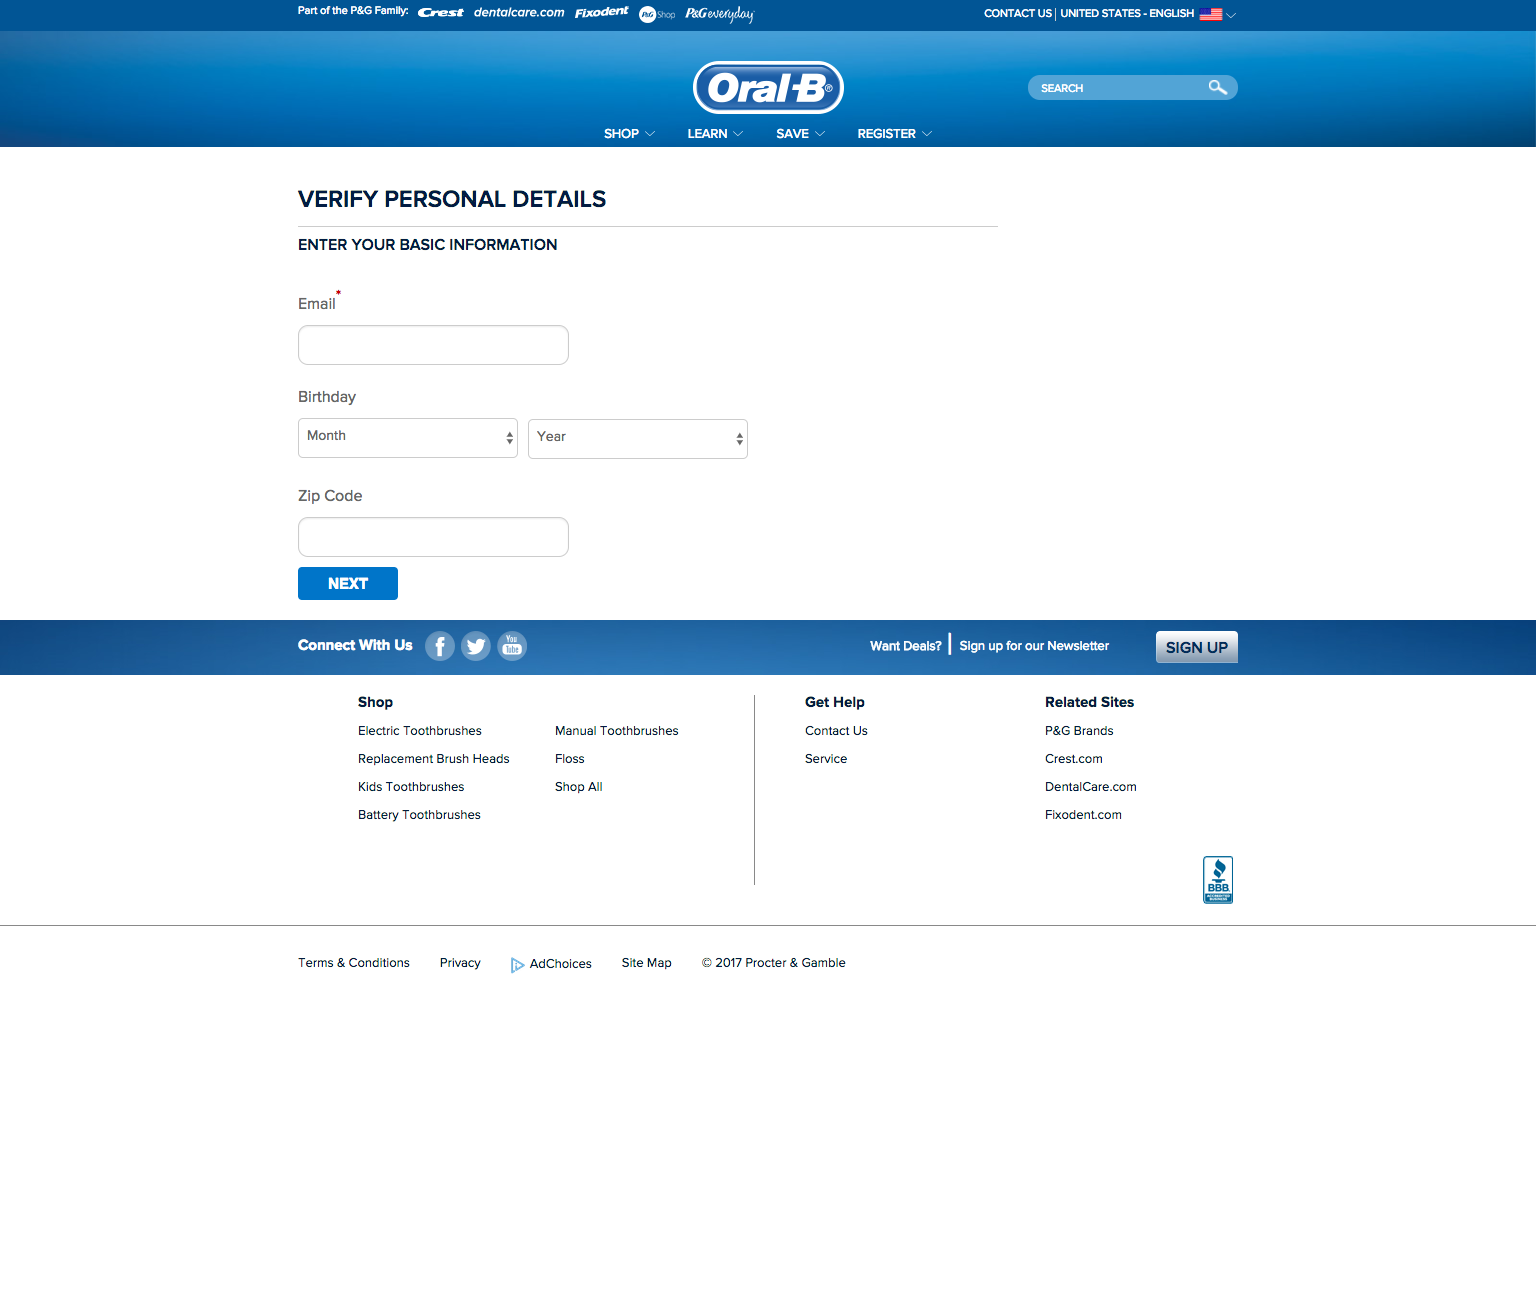 Part of the P&G Family: Crest dentalcare.com Fixodent P&G Shop P&G everyday
CONTACT US | UNITED STATES - ENGLISH
Oral-B®
SEARCH
SHOP LEARN SAVE REGISTER
VERIFY PERSONAL DETAILS
ENTER YOUR BASIC INFORMATION
Email*
Birthday
Month Year
Zip Code
NEXT
Connect With Us f You Tube Want Deals? | Sign up for our Newsletter SIGN UP
Shop
Electric Toothbrushes Manual Toothbrushes
Replacement Brush Heads Floss
Kids Toothbrushes Shop All
Battery Toothbrushes
Get Help
Contact Us
Service
Related Sites
P&G Brands
Crest.com
DentalCare.com
Fixodent.com
BBB
ACCREDITED
BUSINESS
Terms & Conditions Privacy AdChoices Site Map © 2017 Procter & Gamble